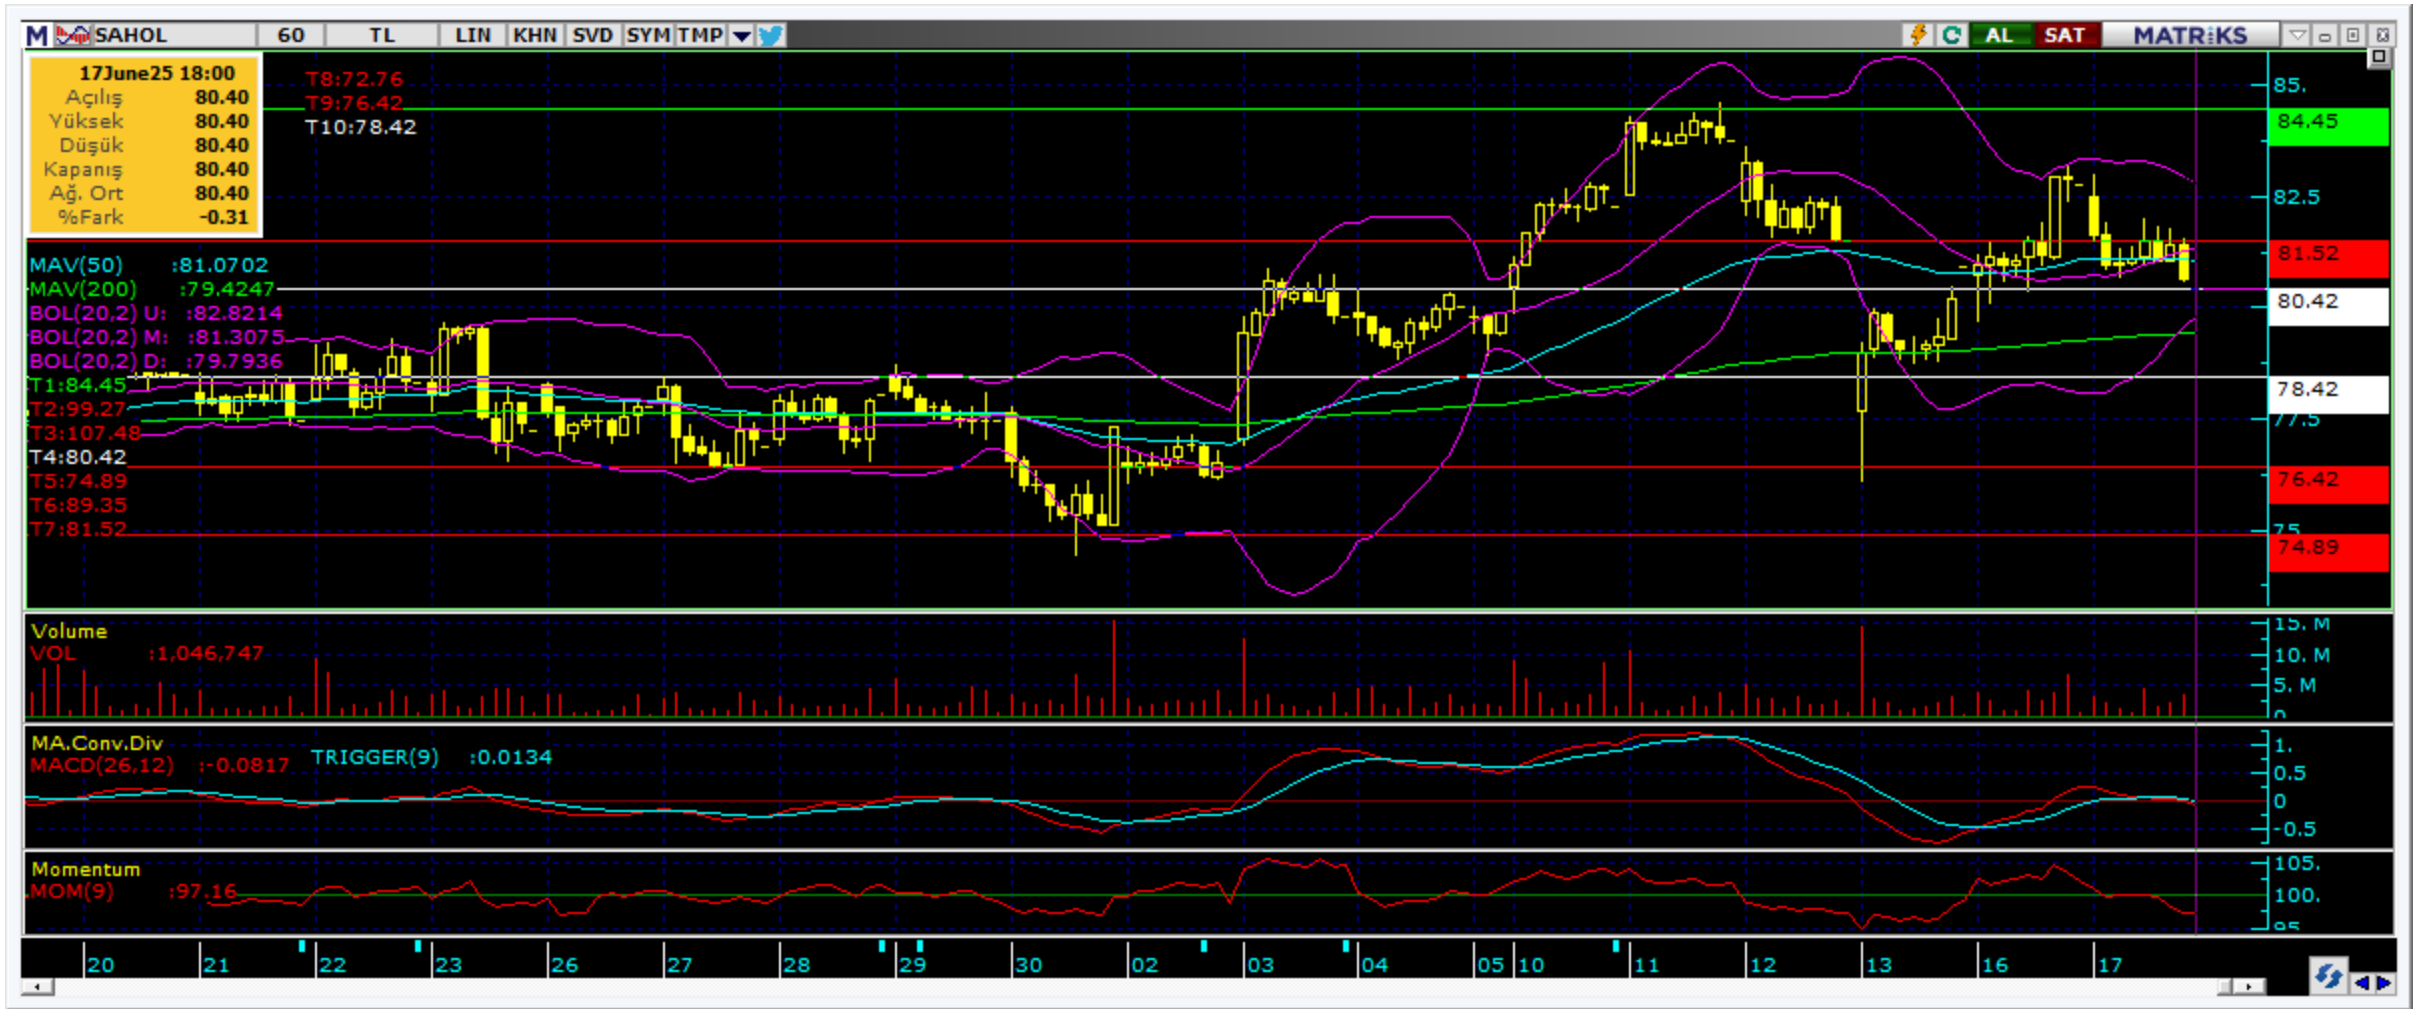 M SAHOL 60 TL LIN KHN SVD SYM TMP AL SAT MATRiKS
17June25 18:00
Açılış 80.40
Yüksek 80.40
Düşük 80.40
Kapanış 80.40
Ağ. Ort 80.40
%Fark -0.31
T8:72.76
T9:76.42
T10:78.42
MAV(50) :81.0702
MAV(200) :79.4247
BOL(20,2) U: :82.8214
BOL(20,2) M: :81.3075
BOL(20,2) D: :79.7936
T1:84.45
T2:99.27
T3:107.48
T4:80.42
T5:74.89
T6:89.35
T7:81.52
85.
84.45
82.5
81.52
80.42
78.42
77.5
76.42
75
74.89
Volume
VOL :1,046,747
15. M
10. M
5. M
0
MA.Conv.Div
MACD(26,12) :-0.0817 TRIGGER(9) :0.0134
1.
0.5
0
-0.5
Momentum
MOM(9) :97.16
105.
100.
95
20 21 22 23 26 27 28 29 30 02 03 04 05 10 11 12 13 16 17